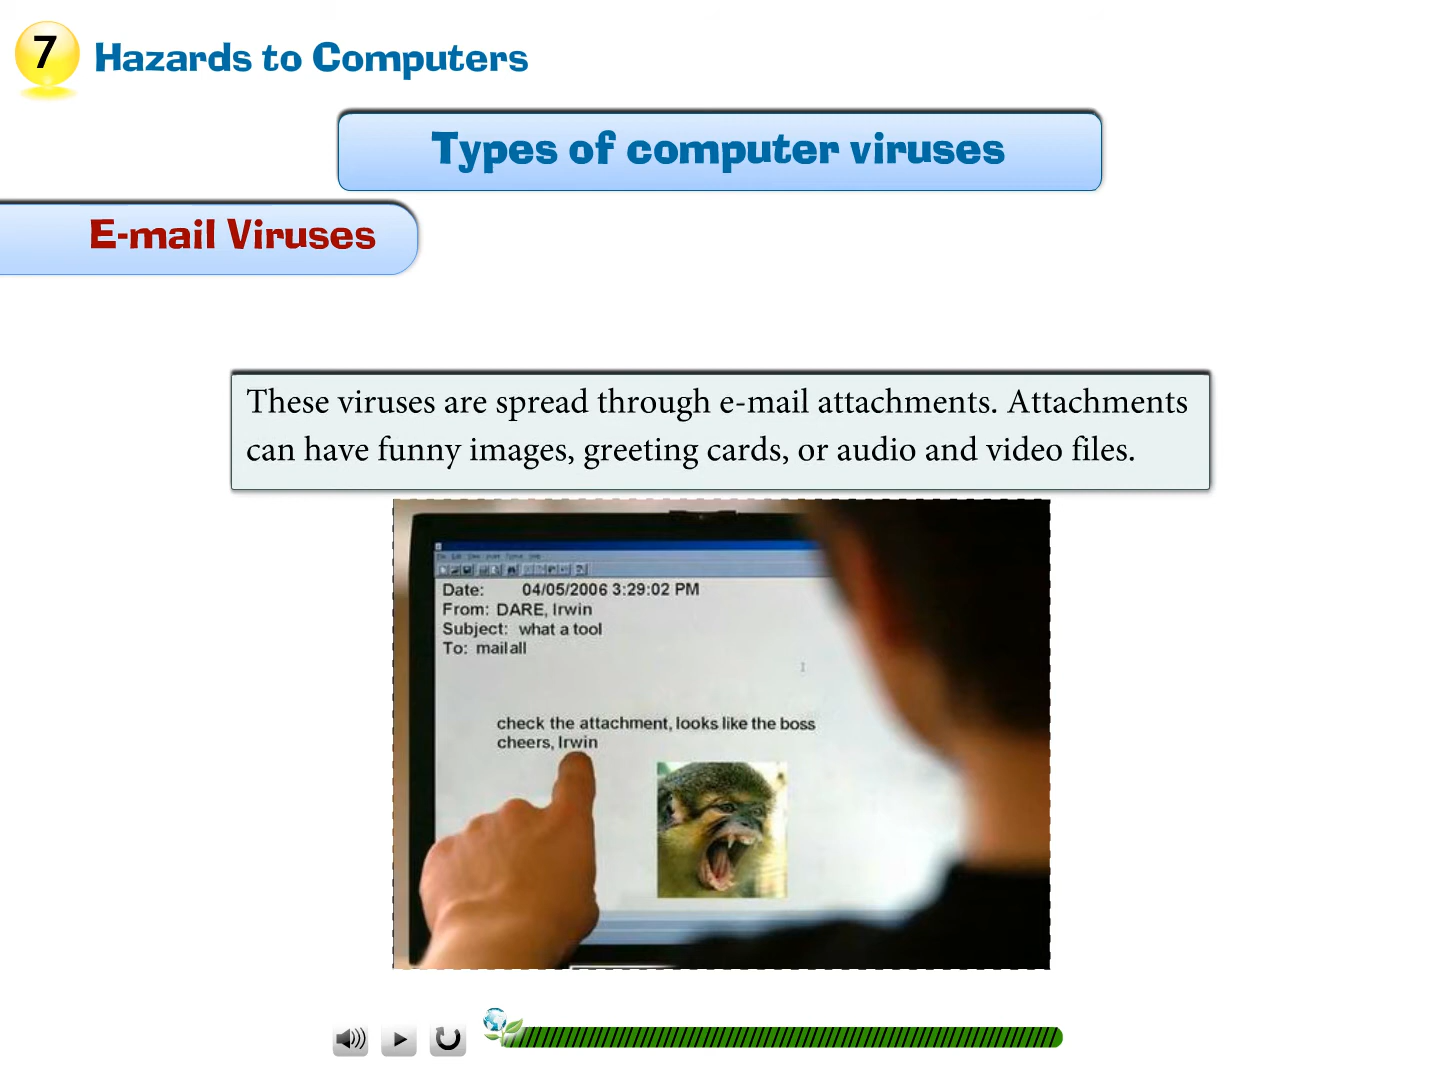 7
Hazards to Computers
Types of computer viruses
E-mail Viruses
These viruses are spread through e-mail attachments. Attachments
can have funny images, greeting cards, or audio and video files.
Date: 04/05/2006 3:29:02 PM
From: DARE, Irwin
Subject: what a tool
To: mailall
check the attachment, looks like the boss
cheers, Irwin